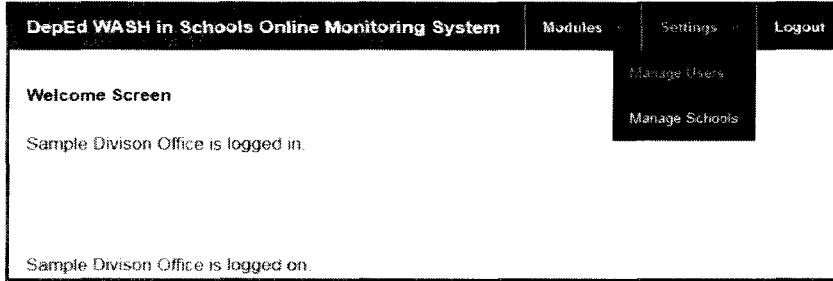 DepEd WASH in Schools Online Monitoring System Modules Settings Logout
Manage Users
Welcome Screen
Manage Schools
Sample Divison Office is logged in.
Sample Divison Office is logged on.